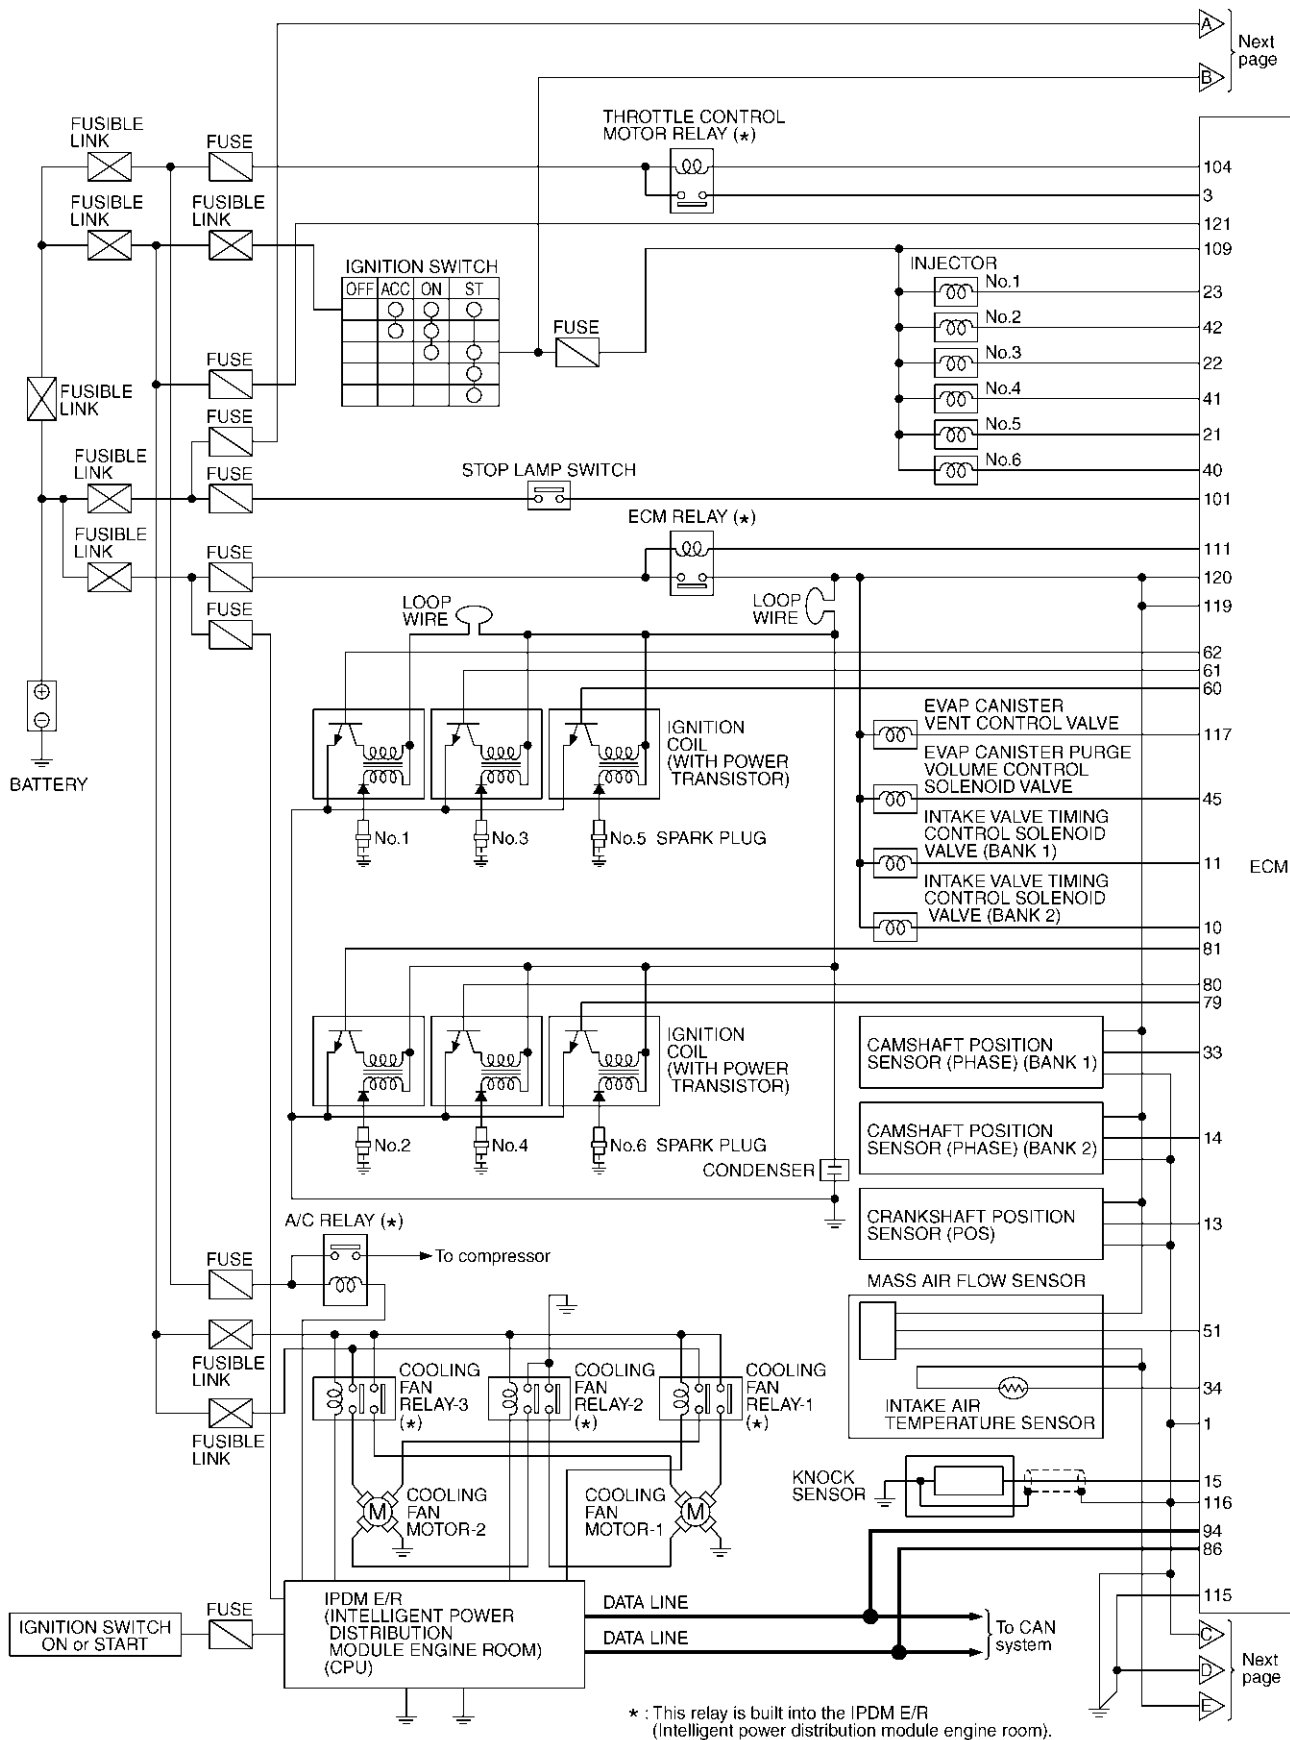 A
B
Next
page
THROTTLE CONTROL
MOTOR RELAY (*)
FUSIBLE
LINK
FUSE
104
3
FUSIBLE
LINK
FUSIBLE
LINK
121
109
IGNITION SWITCH
OFF ACC ON ST
INJECTOR
No.1
23
No.2
42
FUSE
No.3
22
FUSE
No.4
41
FUSIBLE
LINK
FUSE
No.5
21
FUSIBLE
LINK
FUSE
STOP LAMP SWITCH
No.6
40
101
ECM RELAY (*)
FUSIBLE
LINK
FUSE
111
120
FUSE
LOOP
WIRE
LOOP
WIRE
119
62
61
60
IGNITION
COIL
(WITH POWER
TRANSISTOR)
EVAP CANISTER
VENT CONTROL VALVE
117
EVAP CANISTER PURGE
VOLUME CONTROL
SOLENOID VALVE
45
BATTERY
No.1
No.3
No.5 SPARK PLUG
INTAKE VALVE TIMING
CONTROL SOLENOID
VALVE (BANK 1)
11
ECM
INTAKE VALVE TIMING
CONTROL SOLENOID
VALVE (BANK 2)
10
81
80
79
IGNITION
COIL
(WITH POWER
TRANSISTOR)
CAMSHAFT POSITION
SENSOR (PHASE) (BANK 1)
33
No.2
No.4
No.6 SPARK PLUG
CAMSHAFT POSITION
SENSOR (PHASE) (BANK 2)
14
CONDENSER
CRANKSHAFT POSITION
SENSOR (POS)
13
A/C RELAY (*)
FUSE
To compressor
MASS AIR FLOW SENSOR
51
FUSIBLE
LINK
COOLING
FAN
RELAY-3
(*)
COOLING
FAN
RELAY-2
(*)
COOLING
FAN
RELAY-1
(*)
34
INTAKE AIR
TEMPERATURE SENSOR
1
FUSIBLE
LINK
KNOCK
SENSOR
15
116
M
COOLING
FAN
MOTOR-2
COOLING
FAN
MOTOR-1
M
94
86
115
IGNITION SWITCH
ON or START
FUSE
IPDM E/R
(INTELLIGENT POWER
DISTRIBUTION
MODULE ENGINE ROOM)
(CPU)
DATA LINE
DATA LINE
To CAN
system
C
D
E
Next
page
* : This relay is built into the IPDM E/R
(Intelligent power distribution module engine room).